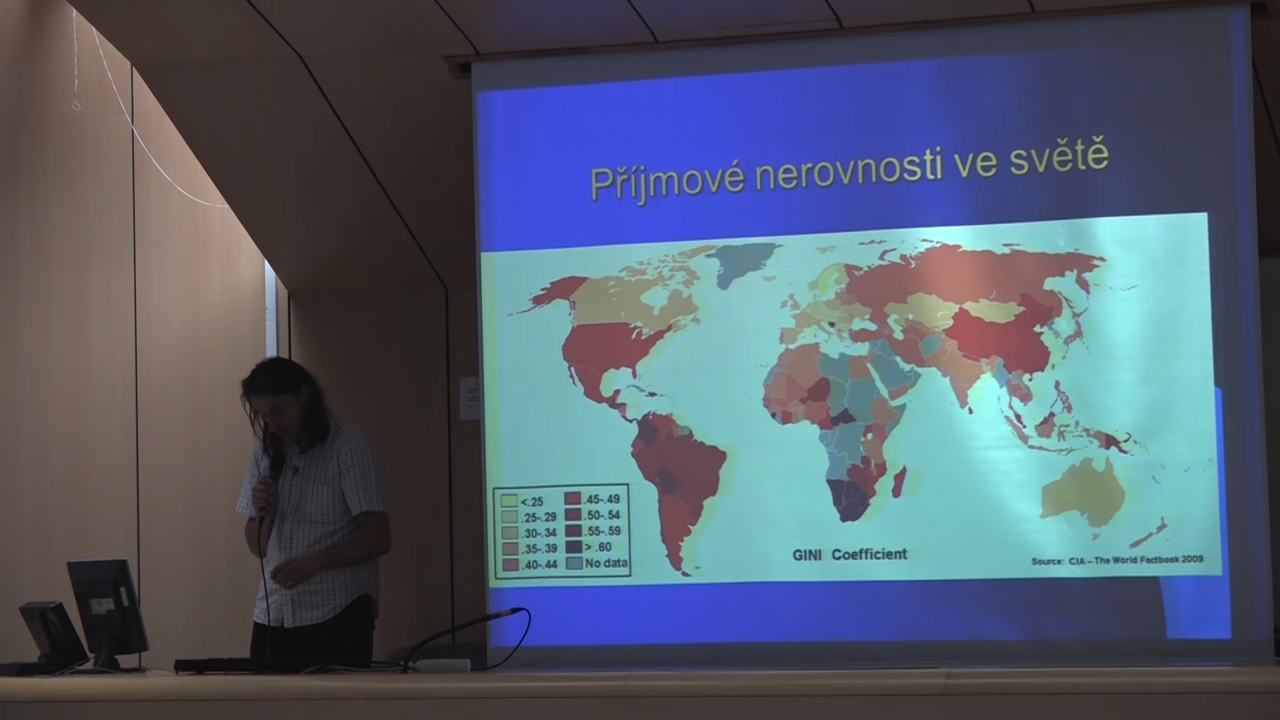 Příjmové nerovnosti ve světě
<.25
.25-.29
.30-.34
.35-.39
.40-.44
.45-.49
.50-.54
.55-.59
> .60
No data
GINI Coefficient
Source: CIA – The World Factbook 2009